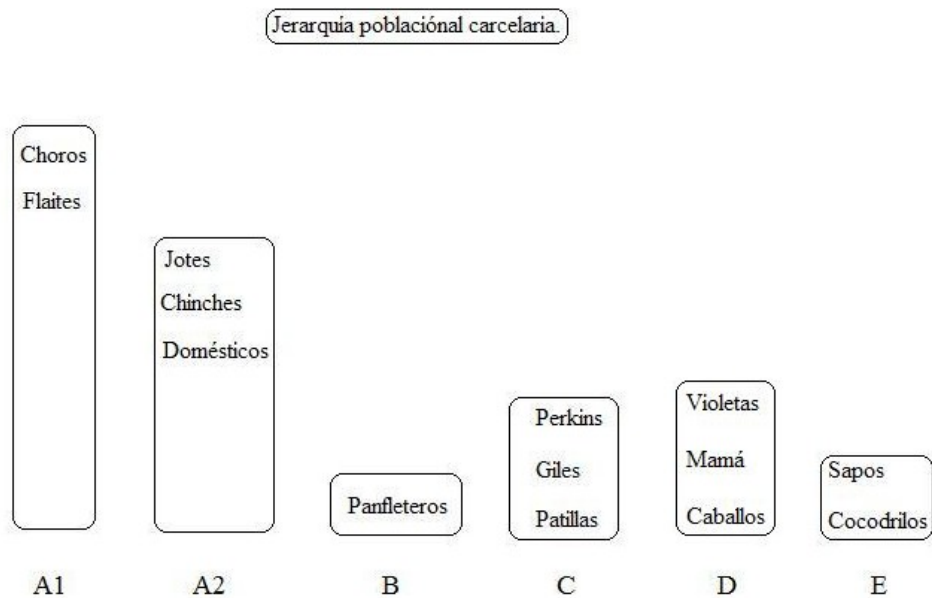 Jerarquía poblaciónal carcelaria.
Choros
Flaites
Jotes
Chinches
Domésticos
Panfleteros
Perkins
Giles
Patillas
Violetas
Mamá
Caballos
Sapos
Cocodrilos
A1
A2
B
C
D
E